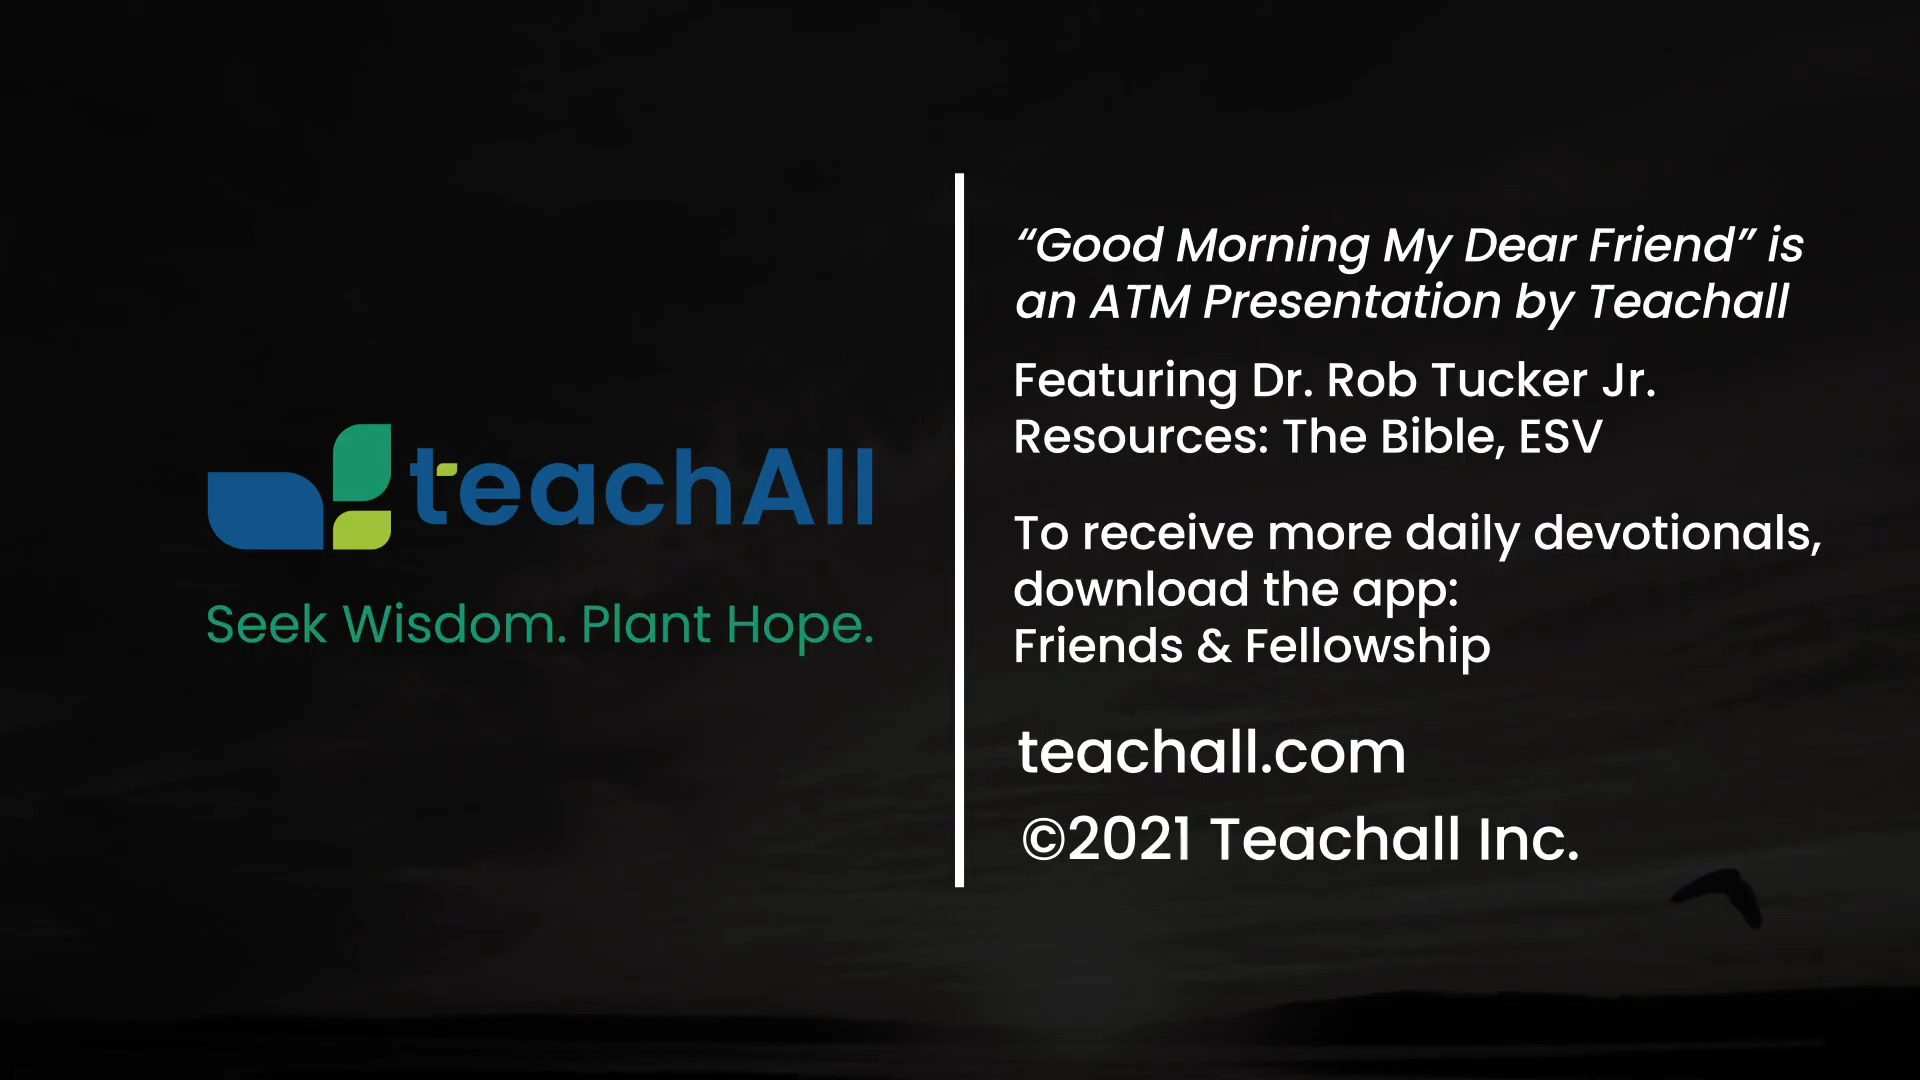 teachAll
Seek Wisdom. Plant Hope.
“Good Morning My Dear Friend” is
an ATM Presentation by Teachall
Featuring Dr. Rob Tucker Jr.
Resources: The Bible, ESV
To receive more daily devotionals,
download the app:
Friends & Fellowship
teachall.com
©2021 Teachall Inc.